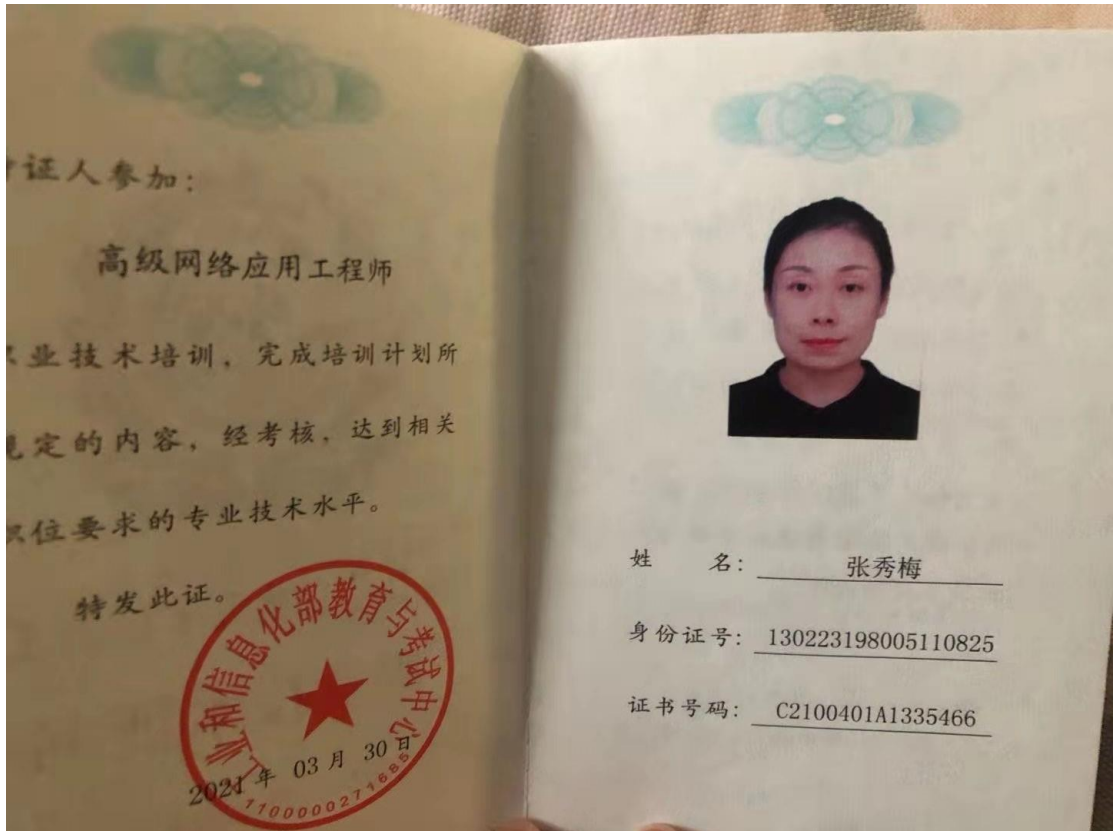 证人参加：
高级网络应用工程师
业技术培训，完成培训计划所
定的内容，经考核，达到相关
位要求的专业技术水平。
特发此证。
工业和信息化部教育与考试中心
2021年 03月 30日
1100000271685
姓 名：张秀梅
身份证号：130223198005110825
证书号码：C2100401A1335466